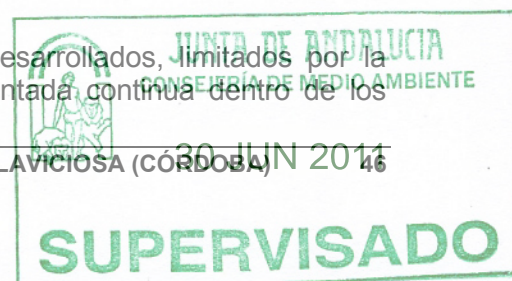 esarrollados, limitados por la
JUNTA DE ANDALUCIA
CONSEJERÍA DE MEDIO AMBIENTE
ntada continua dentro de los
LAVICIOSA (CÓRDOBA) 46
30 JUN 2011
SUPERVISADO